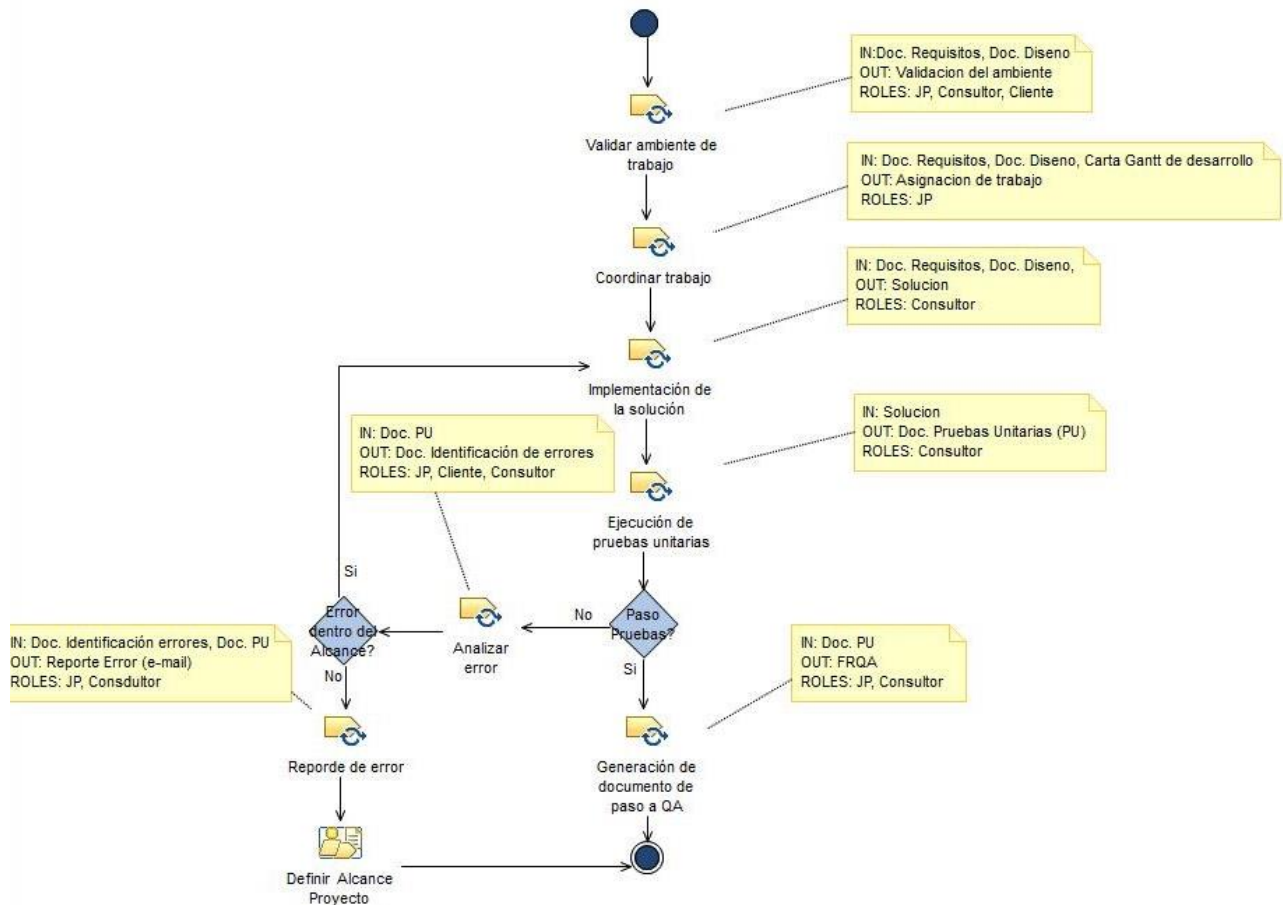 IN:Doc. Requisitos, Doc. Diseno
OUT: Validacion del ambiente
ROLES: JP, Consultor, Cliente
Validar ambiente de
trabajo
IN: Doc. Requisitos, Doc. Diseno, Carta Gantt de desarrollo
OUT: Asignacion de trabajo
ROLES: JP
Coordinar trabajo
IN: Doc. Requisitos, Doc. Diseno,
OUT: Solucion
ROLES: Consultor
Implementación de
la solución
IN: Solucion
OUT: Doc. Pruebas Unitarias (PU)
ROLES: Consultor
IN: Doc. PU
OUT: Doc. Identificación de errores
ROLES: JP, Cliente, Consultor
Ejecución de
pruebas unitarias
Si
Error
dentro del
Alcance?
Analizar
error
No
Paso
Pruebas?
Si
No
IN: Doc. Identificación errores, Doc. PU
OUT: Reporte Error (e-mail)
ROLES: JP, Consdultor
IN: Doc. PU
OUT: FRQA
ROLES: JP, Consultor
Reporde de error
Generación de
documento de
paso a QA
Definir Alcance
Proyecto